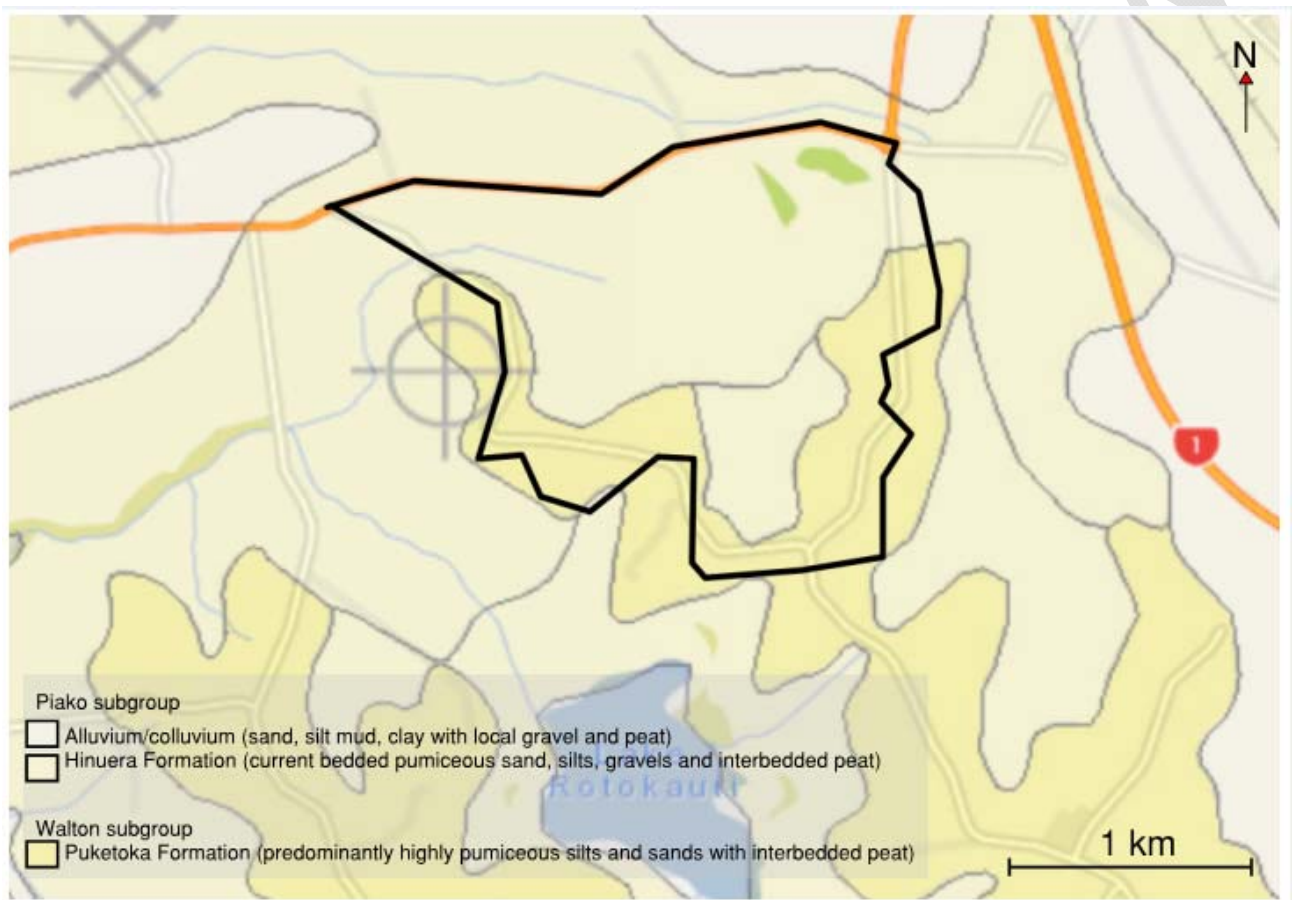 N
1
Piako subgroup
Alluvium/colluvium (sand, silt mud, clay with local gravel and peat)
Hinuera Formation (current bedded pumiceous sand, silts, gravels and interbedded peat)
Lake
Rotokauri
Walton subgroup
Puketoka Formation (predominantly highly pumiceous silts and sands with interbedded peat)
1 km